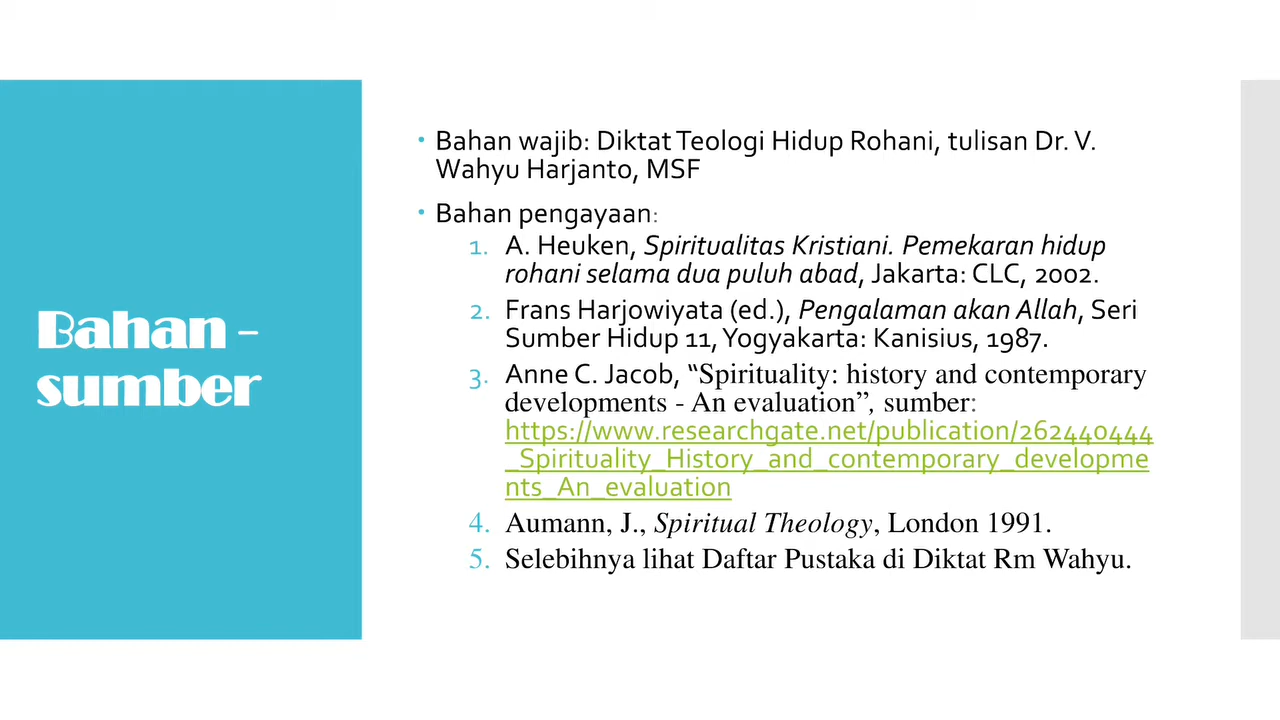 Bahan -
sumber
• Bahan wajib: Diktat Teologi Hidup Rohani, tulisan Dr. V.
Wahyu Harjanto, MSF
• Bahan pengayaan:
1. A. Heuken, Spiritualitas Kristiani. Pemekaran hidup
rohani selama dua puluh abad, Jakarta: CLC, 2002.
2. Frans Harjowiyata (ed.), Pengalaman akan Allah, Seri
Sumber Hidup 11, Yogyakarta: Kanisius, 1987.
3. Anne C. Jacob, “Spirituality: history and contemporary
developments - An evaluation”, sumber:
https://www.researchgate.net/publication/262440444
_Spirituality_History_and_contemporary_developme
nts_An_evaluation
4. Aumann, J., Spiritual Theology, London 1991.
5. Selebihnya lihat Daftar Pustaka di Diktat Rm Wahyu.